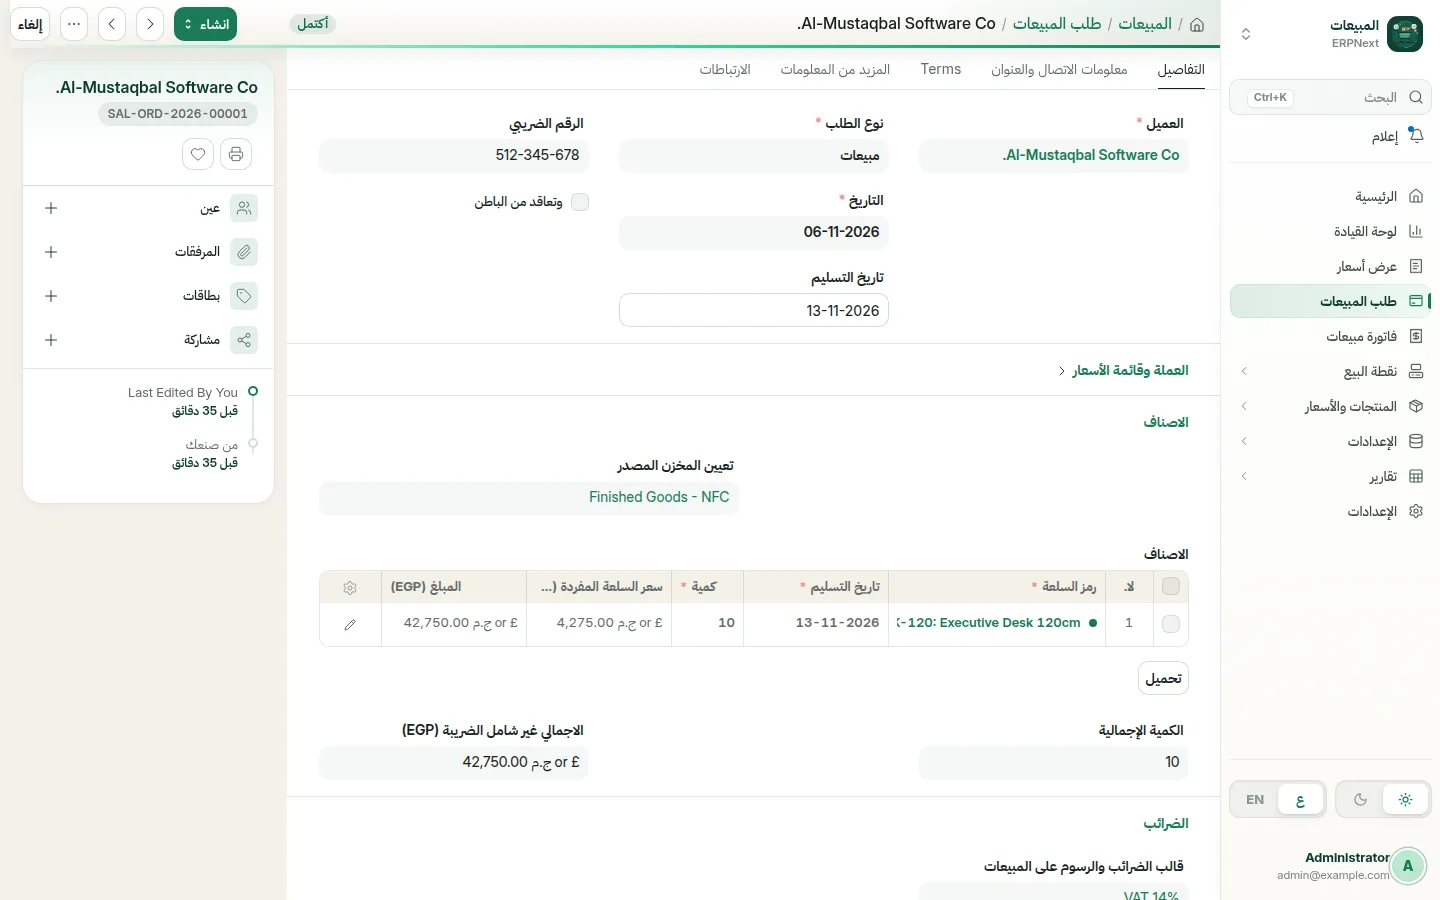 المبيعات
ERPNext
البحث
Ctrl+K
إعلام
الرئيسية
لوحة القيادة
عرض أسعار
طلب المبيعات
فاتورة مبيعات
نقطة البيع
المنتجات والأسعار
الإعدادات
تقارير
الإعدادات
ع
EN
Administrator
admin@example.com
A
المبيعات / طلب المبيعات / Al-Mustaqbal Software Co.
أكتمل
انشاء
إلغاء
التفاصيل
معلومات الاتصال والعنوان
Terms
المزيد من المعلومات
الارتباطات
العميل *
Al-Mustaqbal Software Co.
نوع الطلب *
مبيعات
الرقم الضريبي
512-345-678
التاريخ *
06-11-2026
وتعاقد من الباطن
تاريخ التسليم
13-11-2026
العملة وقائمة الأسعار
الاصناف
تعيين المخزن المصدر
Finished Goods - NFC
الاصناف
لا.
رمز السلعة *
تاريخ التسليم *
كمية *
سعر السلعة المفردة (...
المبلغ (EGP)
1
-120: Executive Desk 120cm
13-11-2026
10
£ or ج.م 4,275.00
£ or ج.م 42,750.00
تحميل
الكمية الإجمالية
10
الاجمالي غير شامل الضريبة (EGP)
£ or ج.م 42,750.00
الضرائب
قالب الضرائب والرسوم على المبيعات
VAT 14%
Al-Mustaqbal Software Co.
SAL-ORD-2026-00001
عين
المرفقات
بطاقات
مشاركة
Last Edited By You
قبل 35 دقائق
من صنعك
قبل 35 دقائق